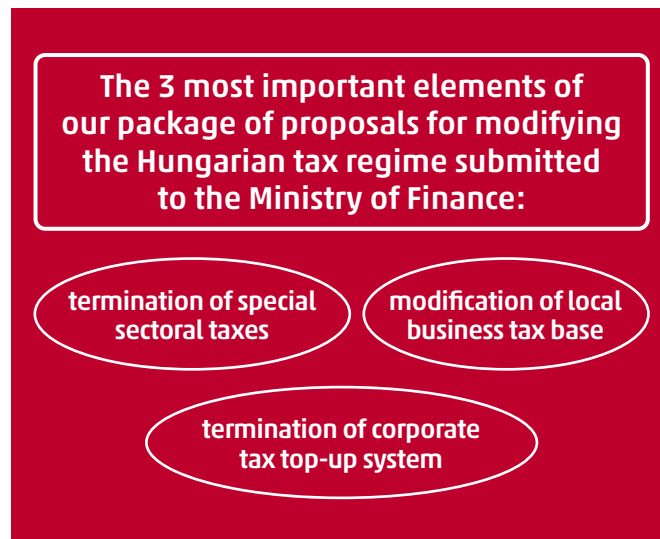 The 3 most important elements of
our package of proposals for modifying
the Hungarian tax regime submitted
to the Ministry of Finance:
termination of special
sectoral taxes
modification of local
business tax base
termination of corporate
tax top-up system